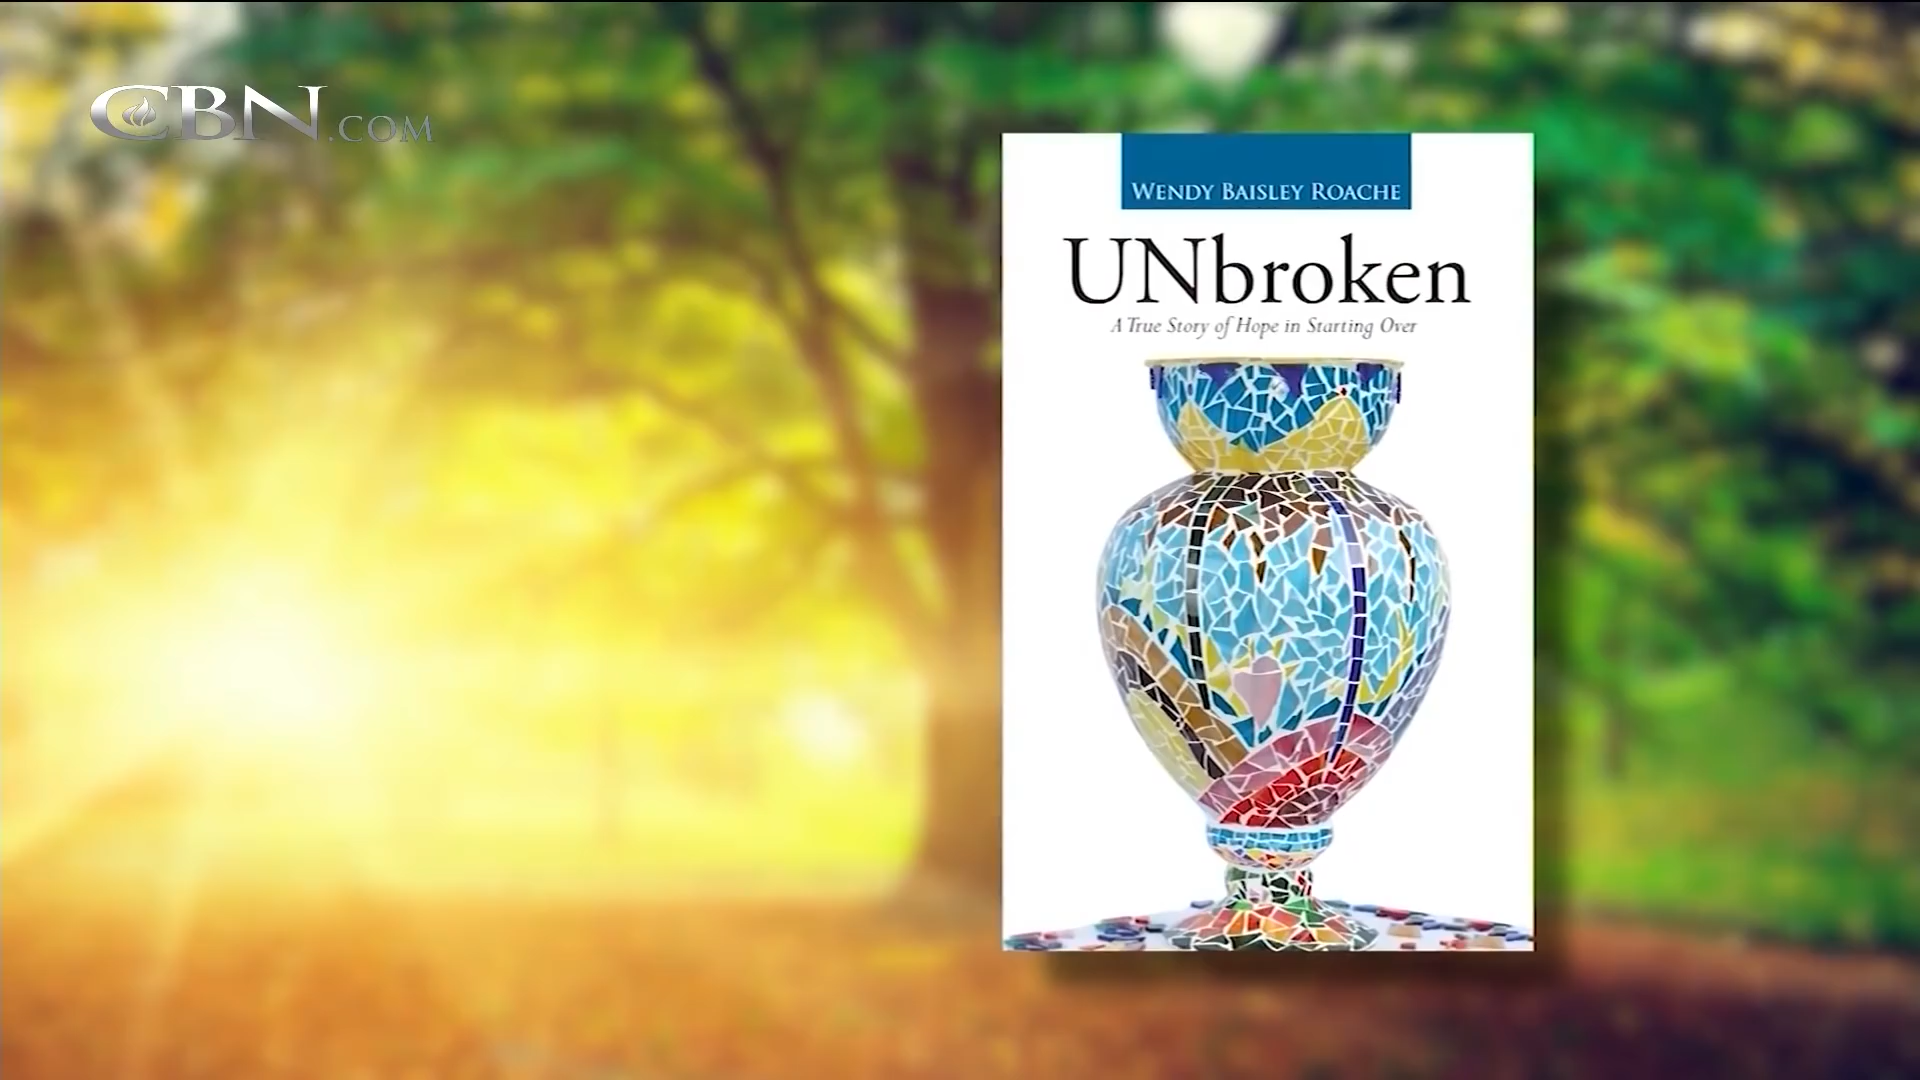 CBN.COM
WENDY BAISLEY ROACHE
UNbroken
A True Story of Hope in Starting Over